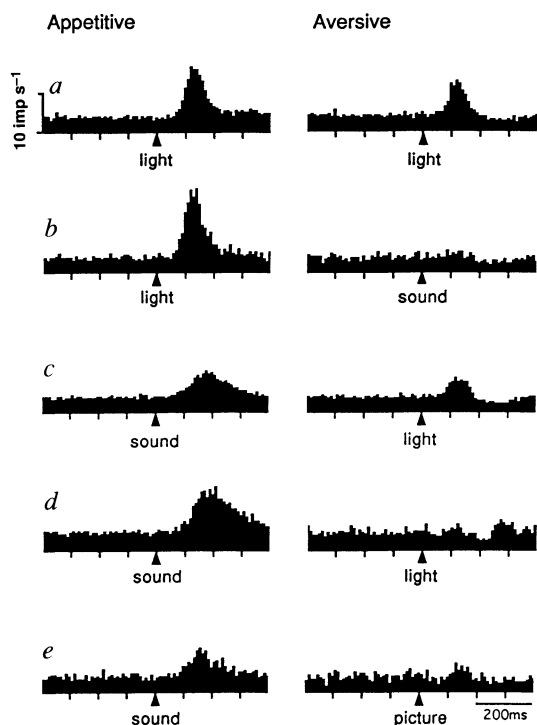 Appetitive Aversive
a
10 imp s⁻¹
light light
b
light sound
c
sound light
d
sound light
e
sound picture
200ms